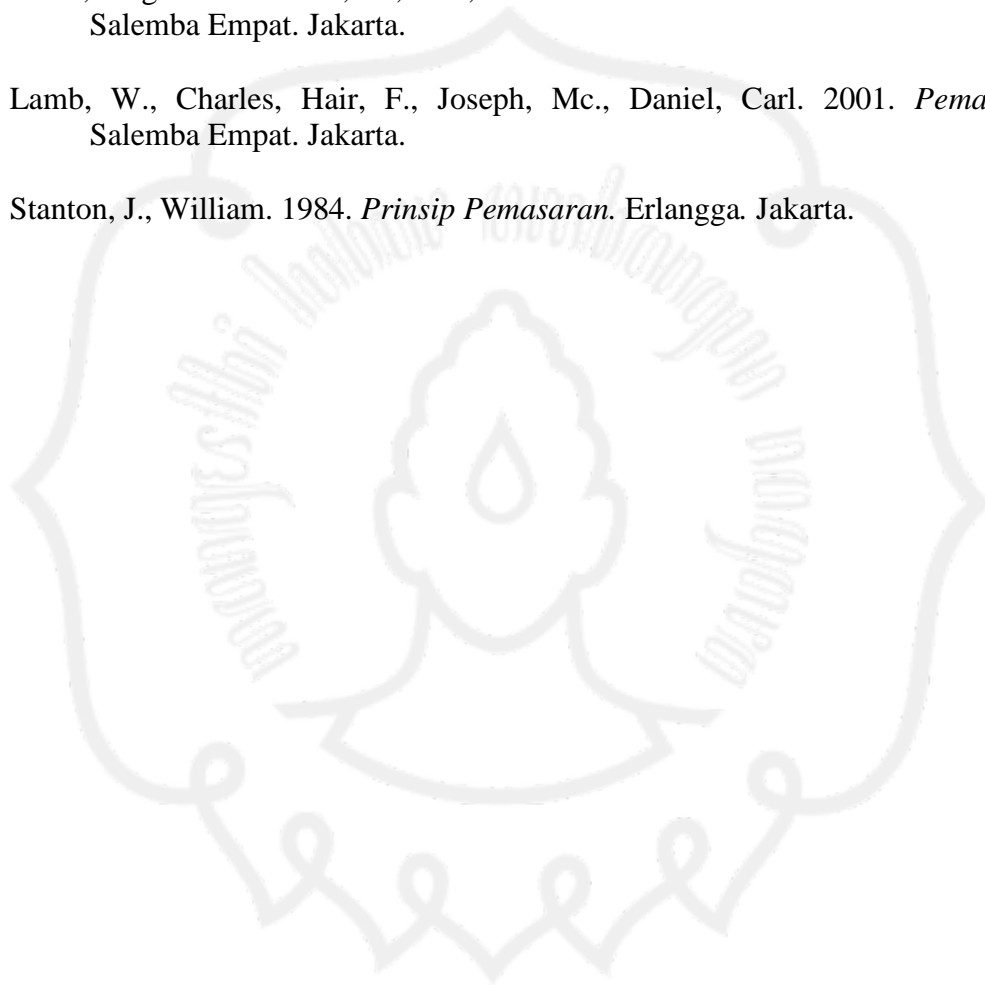 Salemba Empat. Jakarta.
Lamb, W., Charles, Hair, F., Joseph, Mc., Daniel, Carl. 2001. Pema
Salemba Empat. Jakarta.
Stanton, J., William. 1984. Prinsip Pemasaran. Erlangga. Jakarta.